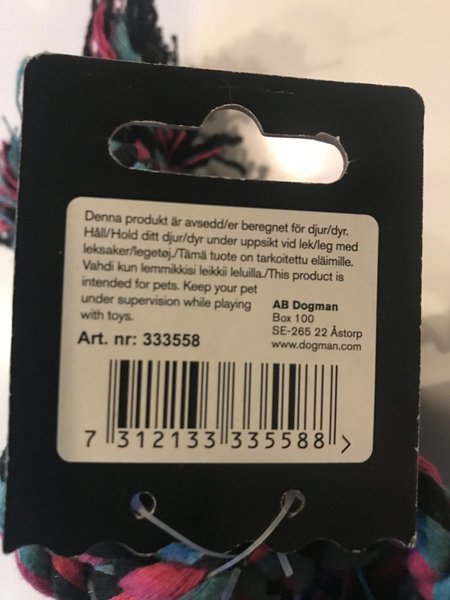 Denna produkt är avsedd/er beregnet för djur/dyr.
Håll/Hold ditt djur/dyr under uppsikt vid lek/leg med
leksaker/legetøj./Tämä tuote on tarkoitettu eläimille.
Vahdi kun lemmikkisi leikkii leluilla./This product is
intended for pets. Keep your pet
under supervision while playing
with toys.
AB Dogman
Box 100
SE-265 22 Åstorp
www.dogman.com
Art. nr: 333558
7 312133 335588 >